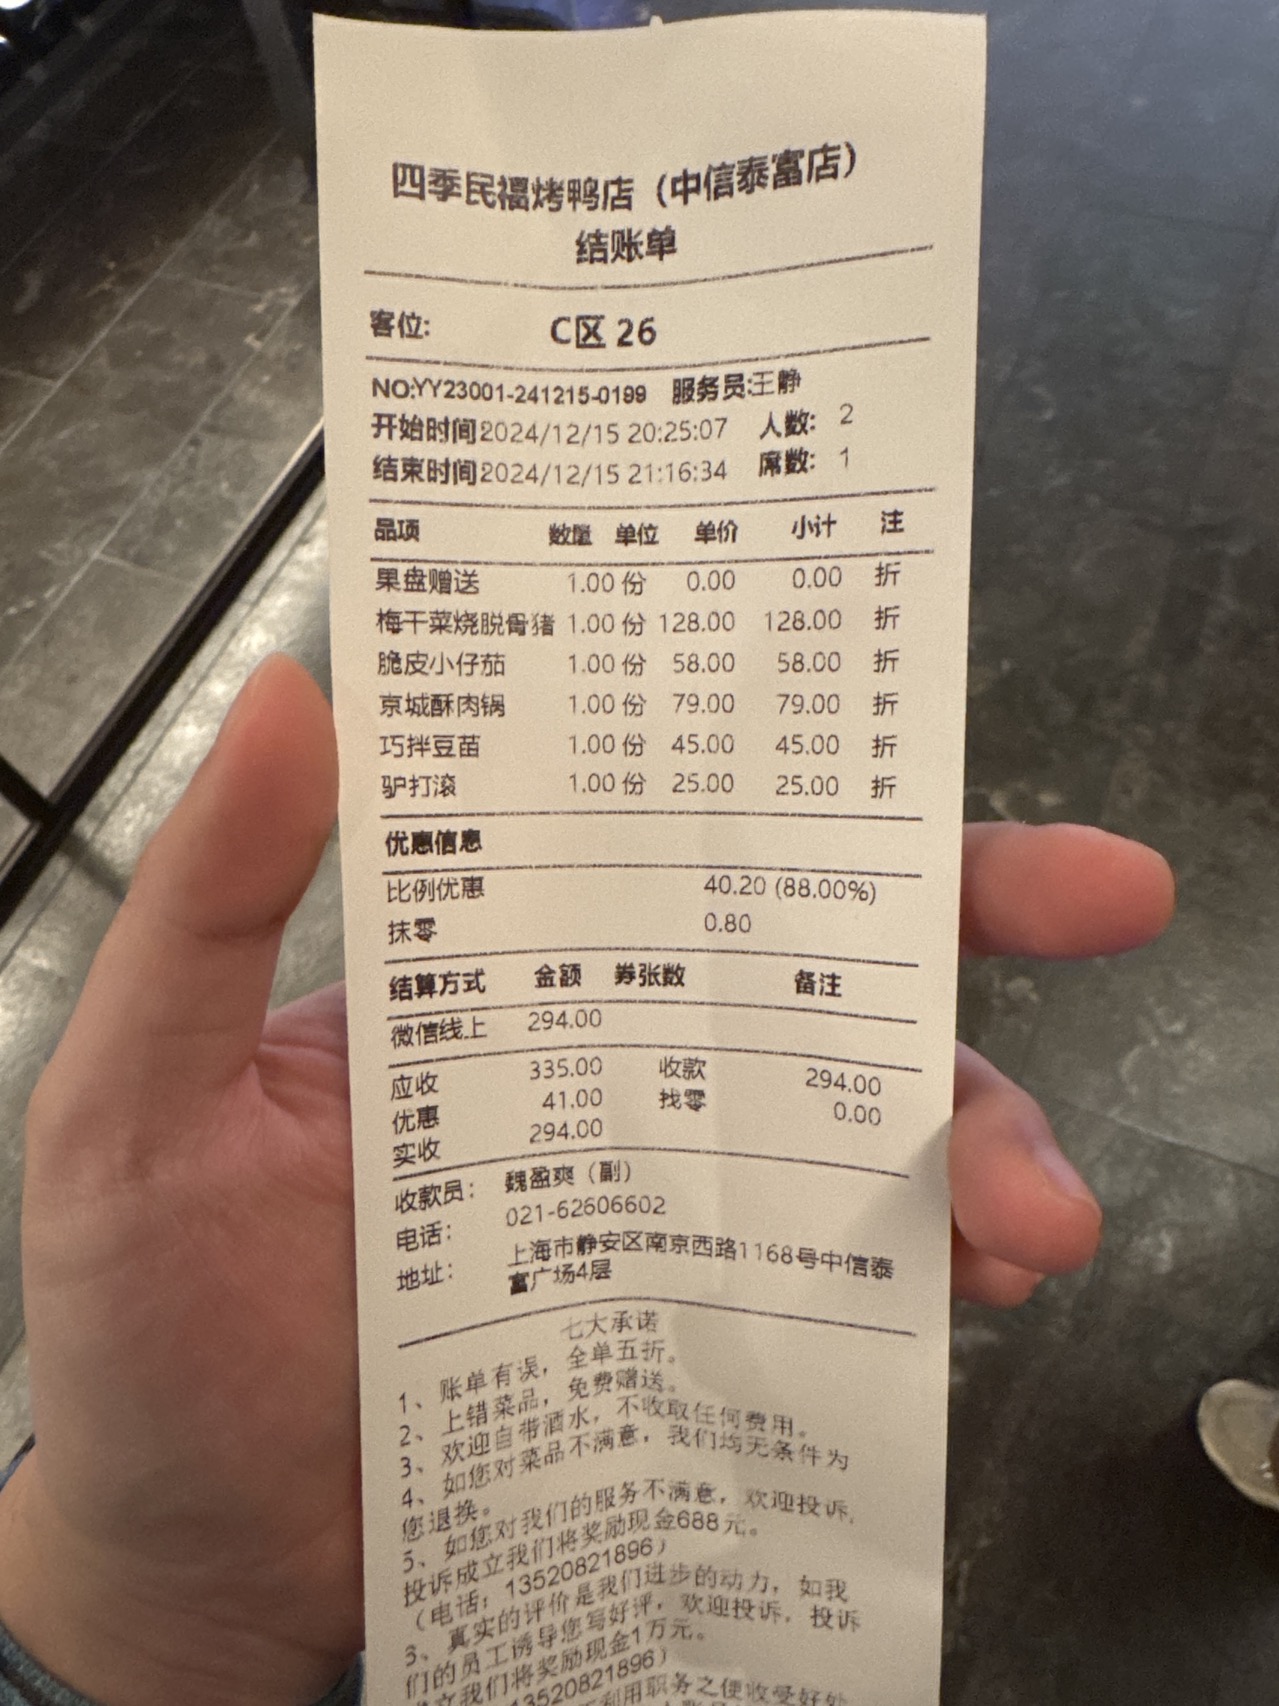 四季民福烤鸭店（中信泰富店）
结账单
客位: C区 26
NO:YY23001-241215-0199 服务员:王静
开始时间2024/12/15 20:25:07 人数: 2
结束时间2024/12/15 21:16:34 席数: 1
品项 数量 单位 单价 小计 注
果盘赠送 1.00 份 0.00 0.00 折
梅干菜烧脱骨猪 1.00 份 128.00 128.00 折
脆皮小仔茄 1.00 份 58.00 58.00 折
京城酥肉锅 1.00 份 79.00 79.00 折
巧拌豆苗 1.00 份 45.00 45.00 折
驴打滚 1.00 份 25.00 25.00 折
优惠信息
比例优惠 40.20 (88.00%)
抹零 0.80
结算方式 金额 券张数 备注
微信线上 294.00
应收 335.00 收款 294.00
优惠 41.00 找零 0.00
实收 294.00
收款员: 魏盈爽（副）
电话: 021-62606602
地址: 上海市静安区南京西路1168号中信泰
富广场4层
七大承诺
1、账单有误，全单五折。
2、上错菜品，免费赠送。
3、欢迎自带酒水，不收取任何费用。
4、如您对菜品不满意，我们均无条件为
您退换。
5、如您对我们的服务不满意，欢迎投诉,
投诉成立我们将奖励现金688元。
（电话：13520821896）
3、真实的评价是我们进步的动力，如我
们的员工诱导您写好评，欢迎投诉，投诉
立我们将奖励现金1万元。
13520821896）
利用职务之便收受好处